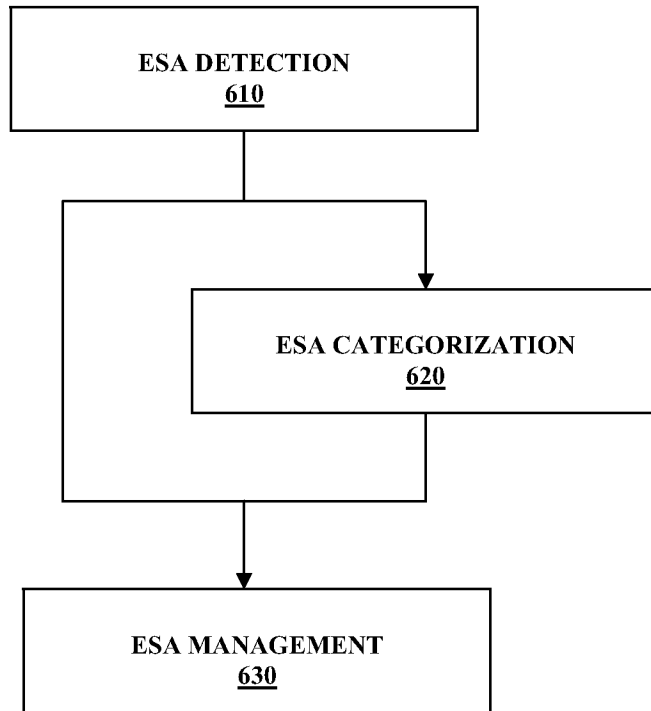 ESA DETECTION
610
ESA CATEGORIZATION
620
ESA MANAGEMENT
630